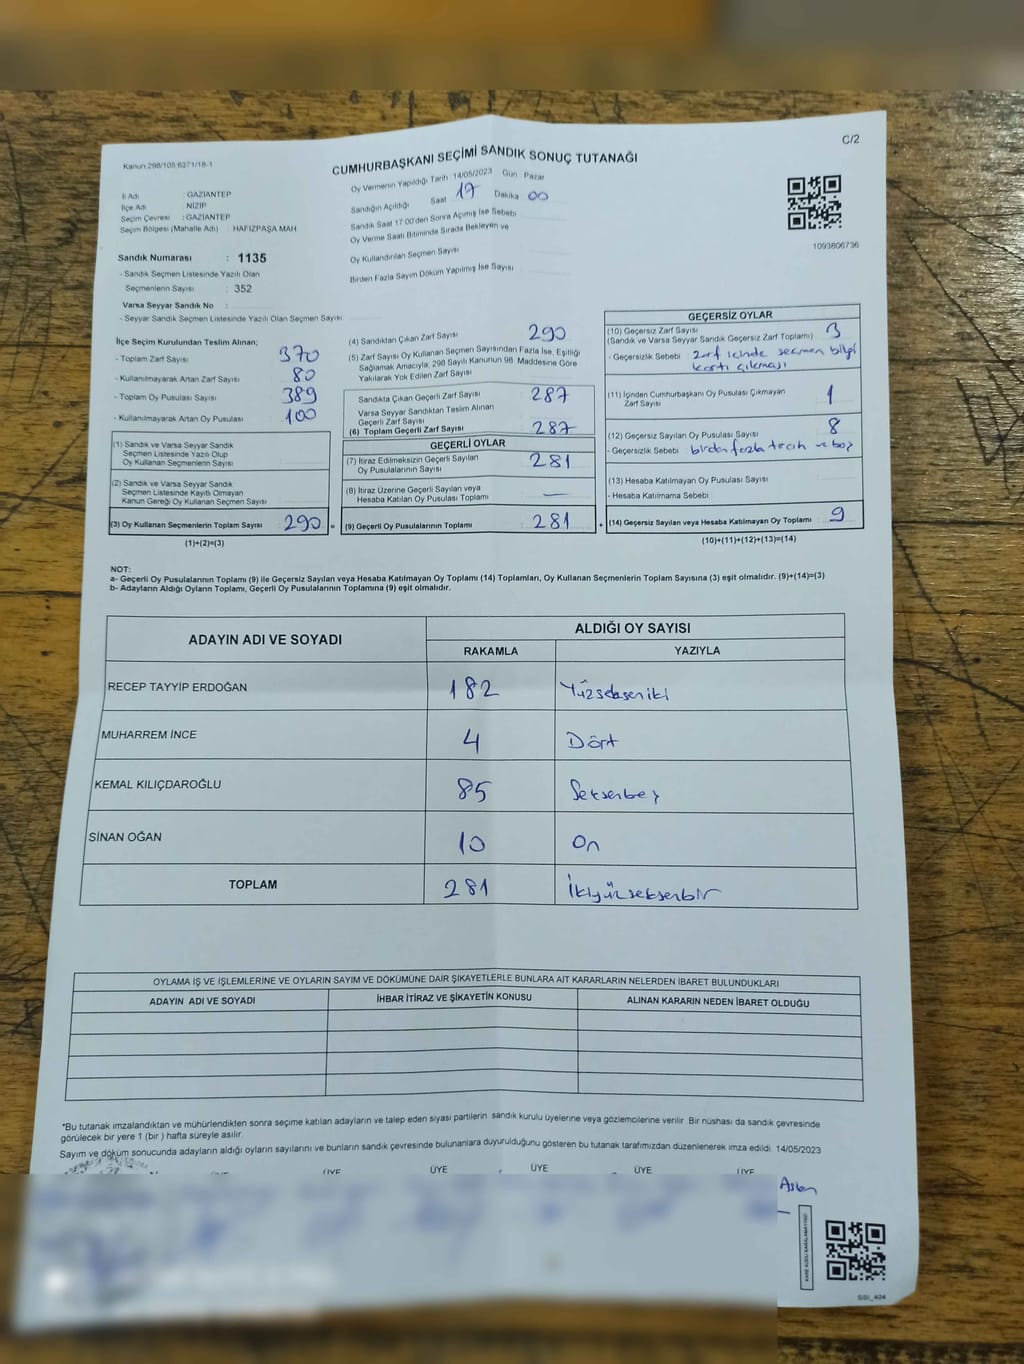 C/2
Kanun 298/105,6271/18-1
CUMHURBAŞKANI SEÇİMİ SANDIK SONUÇ TUTANAĞI
İl Adı : GAZİANTEP
İlçe Adı : NİZİP
Seçim Çevresi : GAZİANTEP
Seçim Bölgesi (Mahalle Adı) HAFIZPAŞA MAH
Sandık Numarası : 1135
- Sandık Seçmen Listesinde Yazılı Olan
Seçmenlerin Sayısı : 352
Varsa Seyyar Sandık No :
- Seyyar Sandık Seçmen Listesinde Yazılı Olan Seçmen Sayısı:
Oy Vermenin Yapıldığı Tarih 14/05/2023 Gün : Pazar
Sandığın Açıldığı Saat 17 Dakika 00
Sandık Saat 17:00'den Sonra Açılmış İse Sebebi
Oy Verme Saati Bitiminde Sırada Bekleyen ve
Oy Kullandırılan Seçmen Sayısı
Birden Fazla Sayım Döküm Yapılmış İse Sayısı
1093806736
İlçe Seçim Kurulundan Teslim Alınan;
- Toplam Zarf Sayısı 370
- Kullanılmayarak Artan Zarf Sayısı 80
- Toplam Oy Pusulası Sayısı 389
- Kullanılmayarak Artan Oy Pusulası 100
(1) Sandık ve Varsa Seyyar Sandık
Seçmen Listesinde Yazılı Olup
Oy Kullanan Seçmenlerin Sayısı
(2) Sandık ve Varsa Seyyar Sandık
Seçmen Listesinde Kayıtlı Olmayan
Kanun Gereği Oy Kullanan Seçmen Sayısı
(3) Oy Kullanan Seçmenlerin Toplam Sayısı 290 =
(1)+(2)=(3)
(4) Sandıktan Çıkan Zarf Sayısı 290
(5) Zarf Sayısı Oy Kullanan Seçmen Sayısından Fazla İse, Eşitliği
Sağlamak Amacıyla, 298 Sayılı Kanunun 98. Maddesine Göre
Yakılarak Yok Edilen Zarf Sayısı
Sandıkta Çıkan Geçerli Zarf Sayısı : 287
Varsa Seyyar Sandıktan Teslim Alınan
Geçerli Zarf Sayısı
(6) Toplam Geçerli Zarf Sayısı : 287
GEÇERLİ OYLAR
(7) İtiraz Edilmeksizin Geçerli Sayılan
Oy Pusulalarının Sayısı : 281
(8) İtiraz Üzerine Geçerli Sayılan veya
Hesaba Katılan Oy Pusulası Toplamı : —
(9) Geçerli Oy Pusulalarının Toplamı : 281 +
GEÇERSİZ OYLAR
(10) Geçersiz Zarf Sayısı
(Sandık ve Varsa Seyyar Sandık Geçersiz Zarf Toplamı) 3
- Geçersizlik Sebebi zarf içinde seçmen bilgi
kartı çıkması
(11) İçinden Cumhurbaşkanı Oy Pusulası Çıkmayan
Zarf Sayısı 1
(12) Geçersiz Sayılan Oy Pusulası Sayısı 8
- Geçersizlik Sebebi birden fazla tecih ve boş
(13) Hesaba Katılmayan Oy Pusulası Sayısı
- Hesaba Katılmama Sebebi
(14) Geçersiz Sayılan veya Hesaba Katılmayan Oy Toplamı : 9
(10)+(11)+(12)+(13)=(14)
NOT:
a- Geçerli Oy Pusulalarının Toplamı (9) ile Geçersiz Sayılan veya Hesaba Katılmayan Oy Toplamı (14) Toplamları, Oy Kullanan Seçmenlerin Toplam Sayısına (3) eşit olmalıdır. (9)+(14)=(3)
b- Adayların Aldığı Oyların Toplamı, Geçerli Oy Pusulalarının Toplamına (9) eşit olmalıdır.
ADAYIN ADI VE SOYADI ALDIĞI OY SAYISI
RAKAMLA YAZIYLA
RECEP TAYYİP ERDOĞAN 182 Yüzsekseniki
MUHARREM İNCE 4 Dört
KEMAL KILIÇDAROĞLU 85 Seksenbeş
SİNAN OĞAN 10 On
TOPLAM 281 İkiyüzseksenbir
OYLAMA İŞ VE İŞLEMLERİNE VE OYLARIN SAYIM VE DÖKÜMÜNE DAİR ŞİKAYETLERLE BUNLARA AİT KARARLARIN NELERDEN İBARET BULUNDUKLARI
ADAYIN ADI VE SOYADI İHBAR İTİRAZ VE ŞİKAYETİN KONUSU ALINAN KARARIN NEDEN İBARET OLDUĞU
*Bu tutanak imzalandıktan ve mühürlendikten sonra seçime katılan adayların ve talep eden siyasi partilerin sandık kurulu üyelerine veya gözlemcilerine verilir. Bir nüshası da sandık çevresinde
görülecek bir yere 1 (bir ) hafta süreyle asılır.
Sayım ve döküm sonucunda adayların aldığı oyların sayılarını ve bunların sandık çevresinde bulunanlara duyurulduğunu gösteren bu tutanak tarafımızdan düzenlenerek imza edildi. 14/05/2023
ÜYE ÜYE ÜYE ÜYE ÜYE
Aslan
SSİ_404